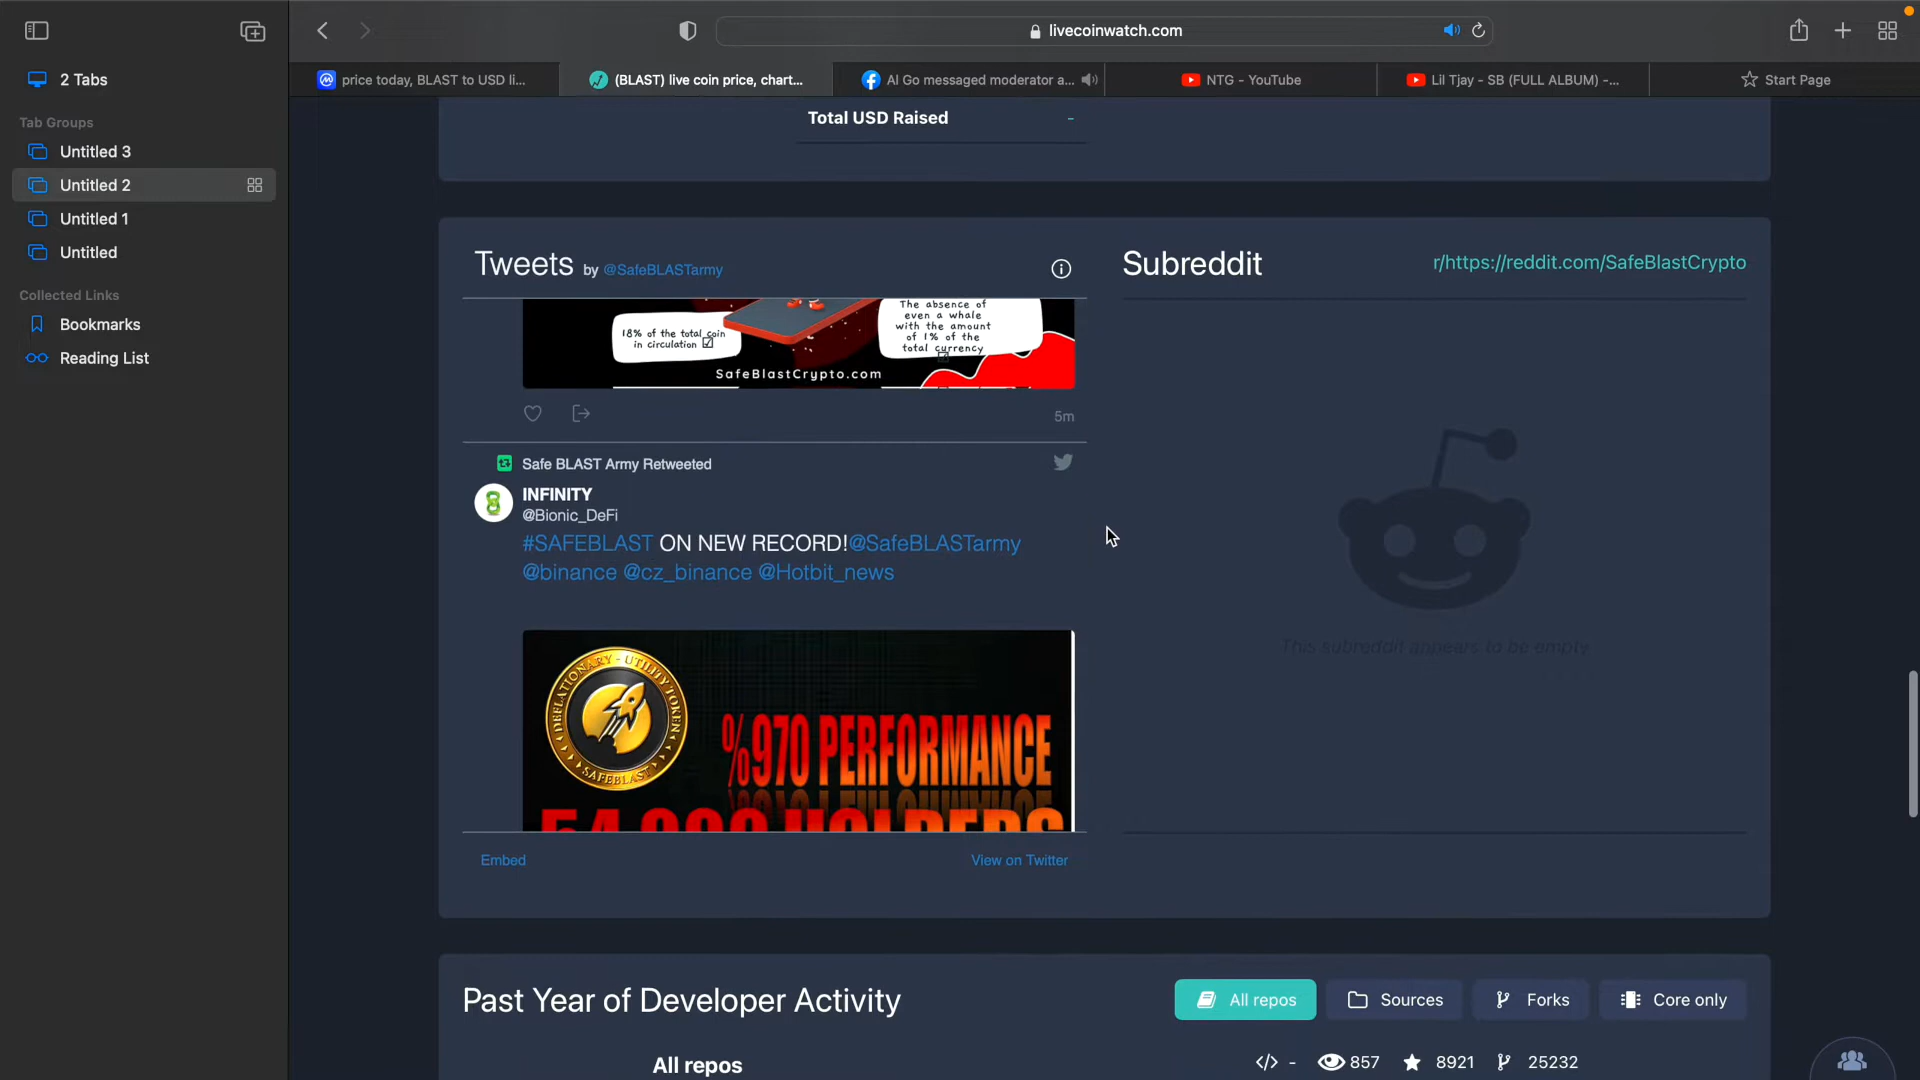 livecoinwatch.com
2 Tabs
Tab Groups
Untitled 3
Untitled 2
Untitled 1
Untitled
Collected Links
Bookmarks
Reading List
price today, BLAST to USD li...
(BLAST) live coin price, chart...
Al Go messaged moderator a...
NTG - YouTube
Lil Tjay - SB (FULL ALBUM) -...
Start Page
Total USD Raised -
Tweets by @SafeBLASTarmy
18% of the total coin
in circulation ☑
The absence of
even a whale
with the amount
of 1% of the
total currency
☑
SafeBlastCrypto.com
5m
Safe BLAST Army Retweeted
INFINITY
@Bionic_DeFi
#SAFEBLAST ON NEW RECORD!@SafeBLASTarmy
@binance @cz_binance @Hotbit_news
DEFLATIONARY - UTILITY TOKEN
SAFEBLAST
%970 PERFORMANCE
54.000 HOLDERS
Embed
View on Twitter
Subreddit
r/https://reddit.com/SafeBlastCrypto
This subreddit appears to be empty
Past Year of Developer Activity
All repos
Sources
Forks
Core only
All repos
</> - 857 8921 25232